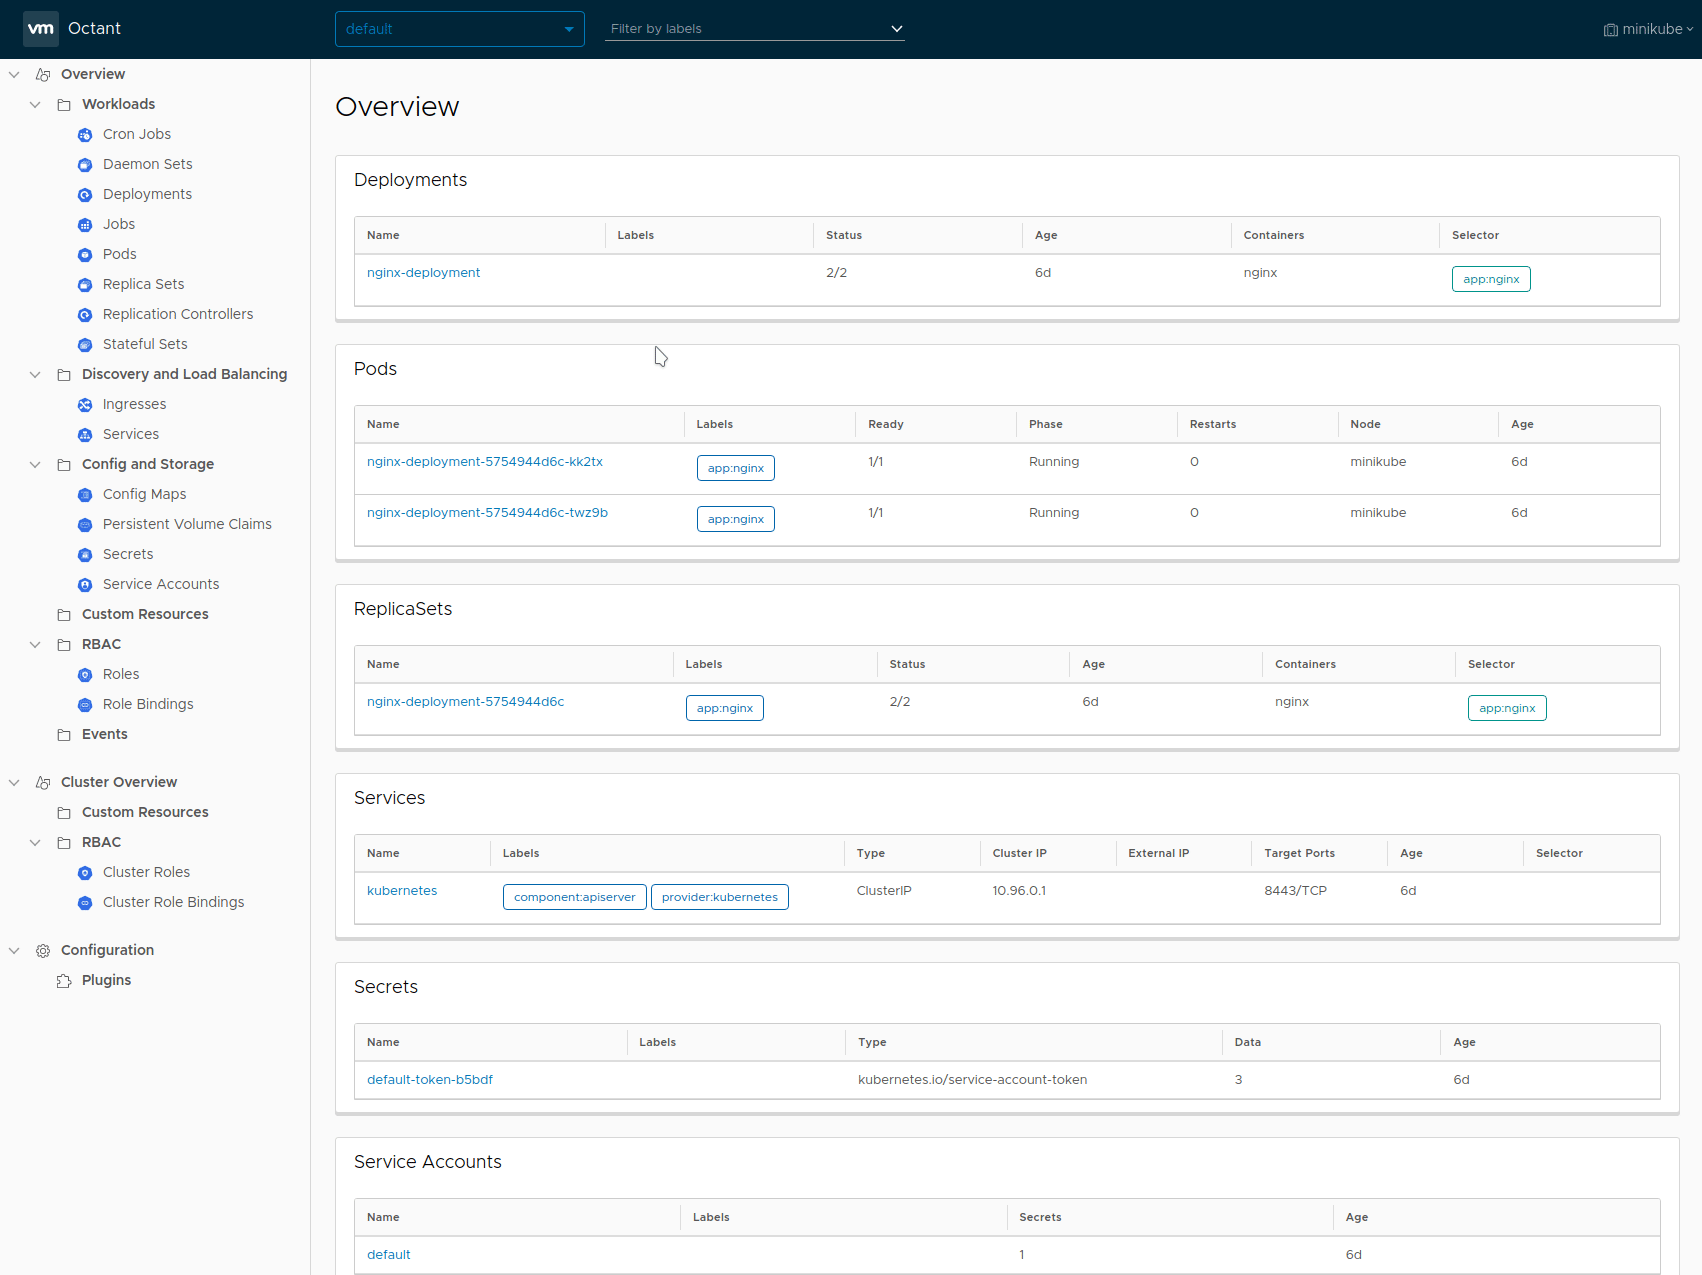 vm Octant default Filter by labels minikube
Overview
Workloads
Cron Jobs
Daemon Sets
Deployments
Jobs
Pods
Replica Sets
Replication Controllers
Stateful Sets
Discovery and Load Balancing
Ingresses
Services
Config and Storage
Config Maps
Persistent Volume Claims
Secrets
Service Accounts
Custom Resources
RBAC
Roles
Role Bindings
Events
Cluster Overview
Custom Resources
RBAC
Cluster Roles
Cluster Role Bindings
Configuration
Plugins
Overview
Deployments
Name Labels Status Age Containers Selector
nginx-deployment 2/2 6d nginx app:nginx
Pods
Name Labels Ready Phase Restarts Node Age
nginx-deployment-5754944d6c-kk2tx app:nginx 1/1 Running 0 minikube 6d
nginx-deployment-5754944d6c-twz9b app:nginx 1/1 Running 0 minikube 6d
ReplicaSets
Name Labels Status Age Containers Selector
nginx-deployment-5754944d6c app:nginx 2/2 6d nginx app:nginx
Services
Name Labels Type Cluster IP External IP Target Ports Age Selector
kubernetes component:apiserver provider:kubernetes ClusterIP 10.96.0.1 8443/TCP 6d
Secrets
Name Labels Type Data Age
default-token-b5bdf kubernetes.io/service-account-token 3 6d
Service Accounts
Name Labels Secrets Age
default 1 6d